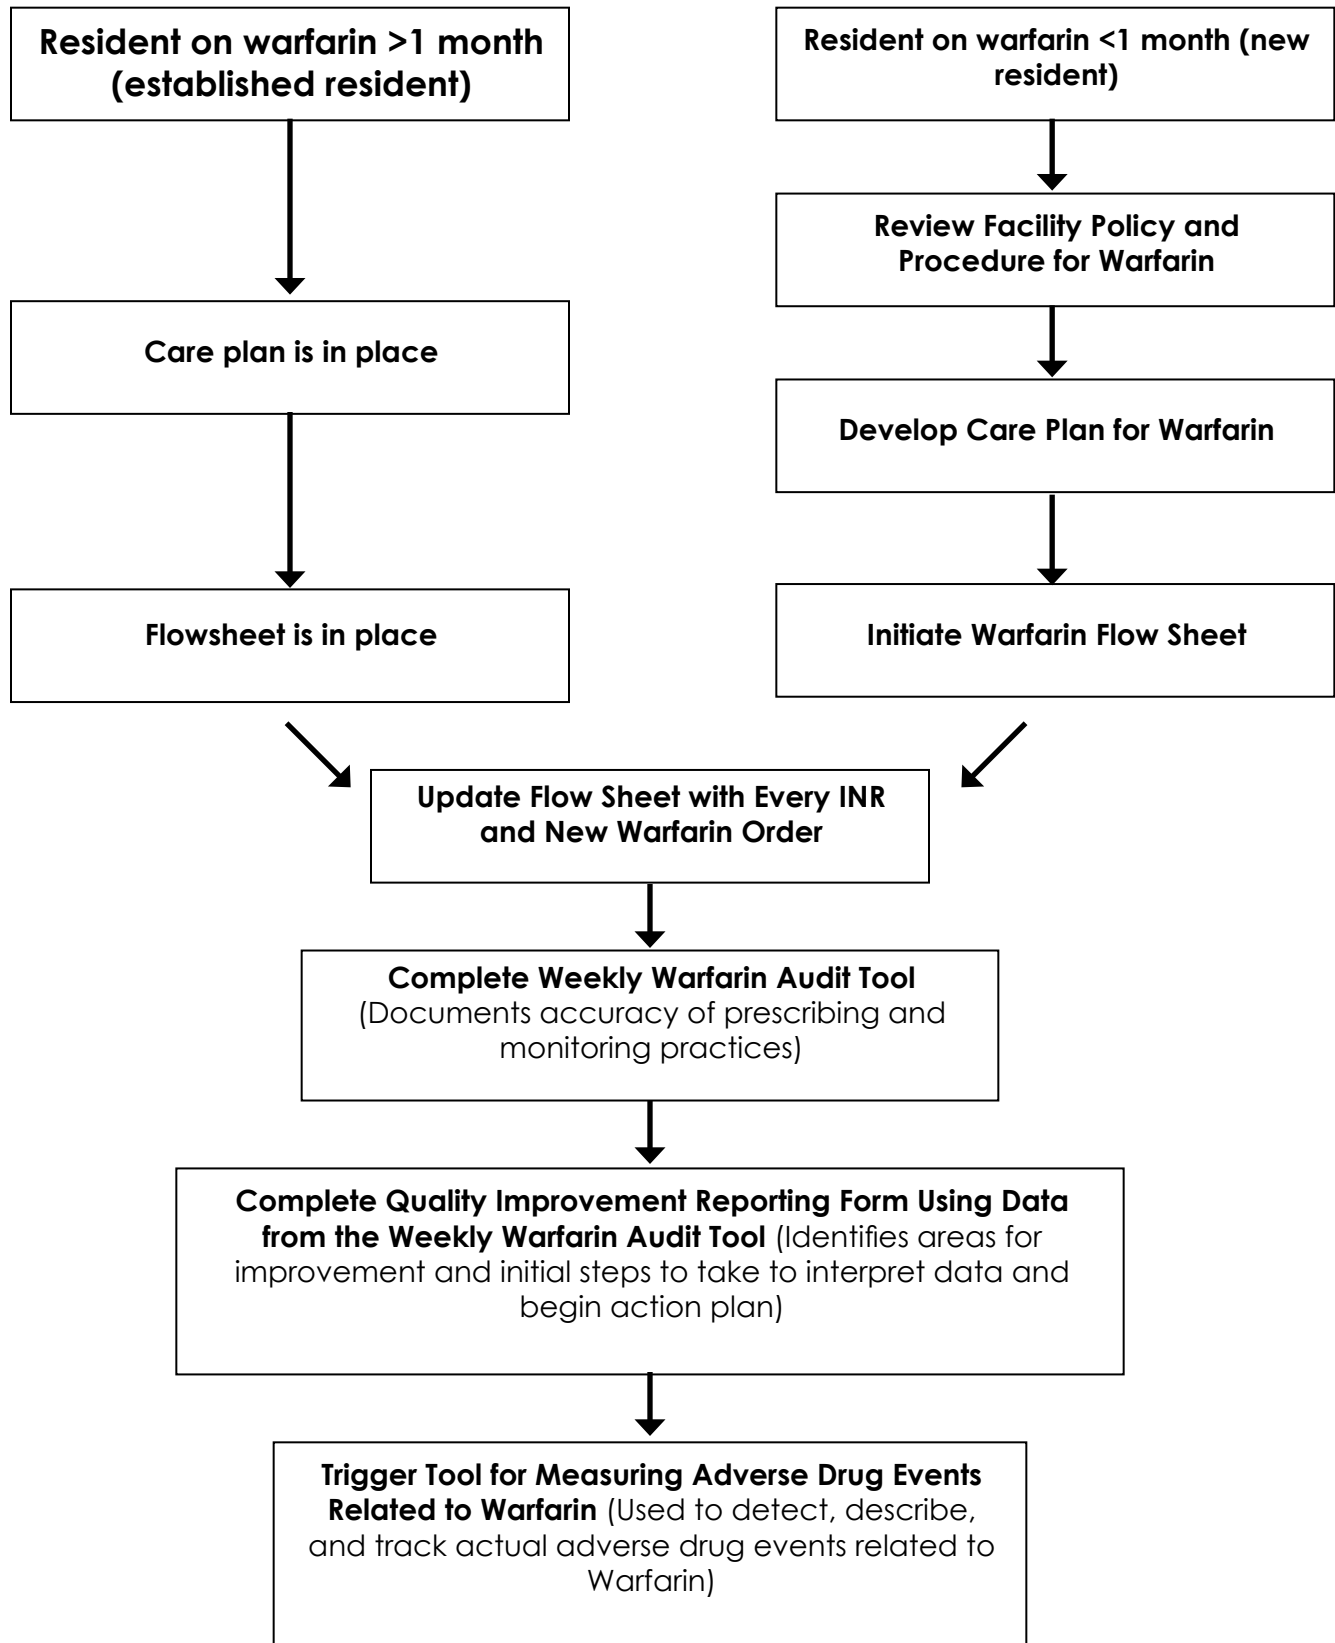 Resident on warfarin >1 month
(established resident)
Resident on warfarin <1 month (new
resident)
Review Facility Policy and
Procedure for Warfarin
Care plan is in place
Develop Care Plan for Warfarin
Flowsheet is in place
Initiate Warfarin Flow Sheet
Update Flow Sheet with Every INR
and New Warfarin Order
Complete Weekly Warfarin Audit Tool
(Documents accuracy of prescribing and
monitoring practices)
Complete Quality Improvement Reporting Form Using Data
from the Weekly Warfarin Audit Tool (Identifies areas for
improvement and initial steps to take to interpret data and
begin action plan)
Trigger Tool for Measuring Adverse Drug Events
Related to Warfarin (Used to detect, describe,
and track actual adverse drug events related to
Warfarin)